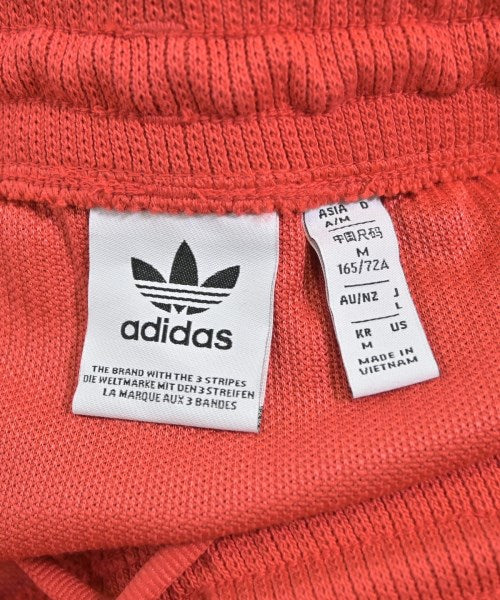 adidas
THE BRAND WITH THE 3 STRIPES
DIE WELTMARKE MIT DEN 3 STREIFEN
LA MARQUE AUX 3 BANDES
ASIA D
A/M
中国尺码
M
165/72A
AU/NZ J
L
KR US
M
MADE IN
VIETNAM